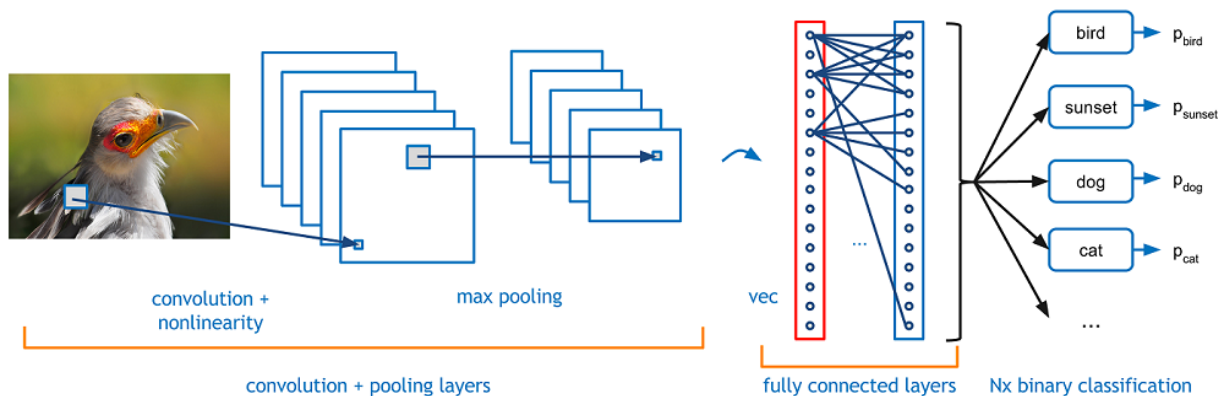 bird
p_bird
sunset
p_sunset
dog
p_dog
...
cat
p_cat
convolution +
nonlinearity
max pooling
vec
...
convolution + pooling layers
fully connected layers
Nx binary classification